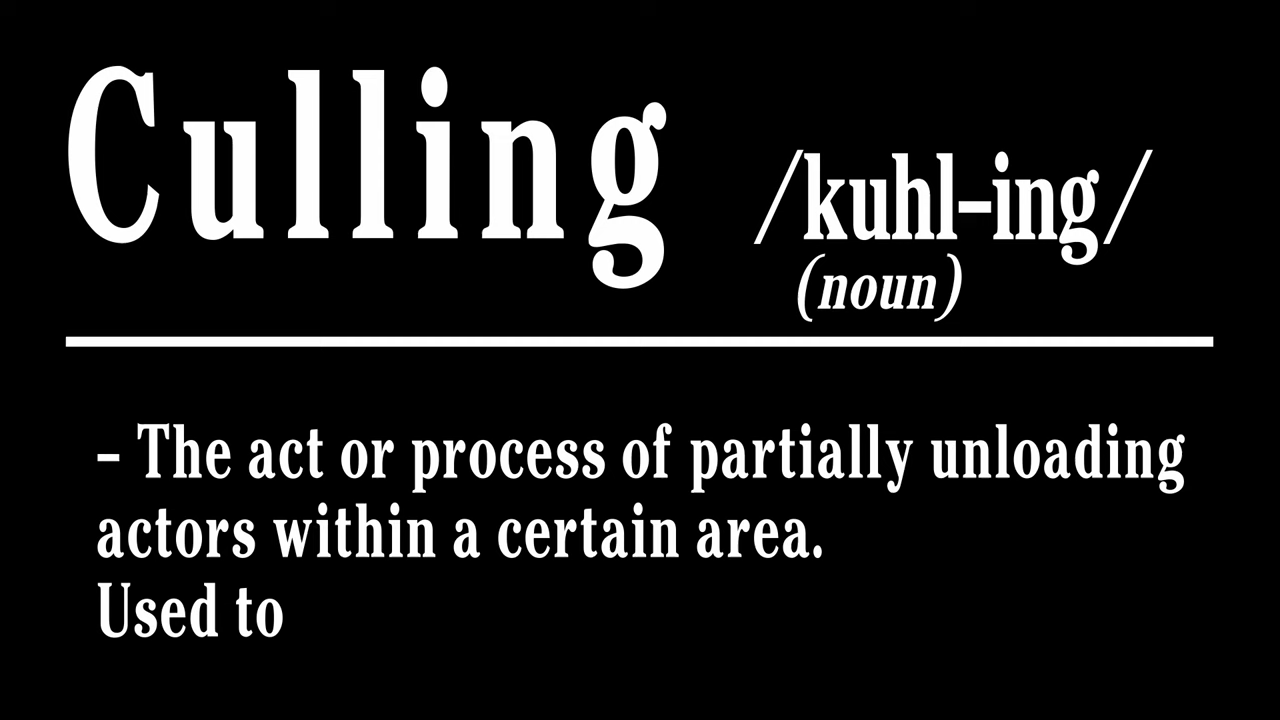 Culling /kuhl–ing/
(noun)
– The act or process of partially unloading
actors within a certain area.
Used to